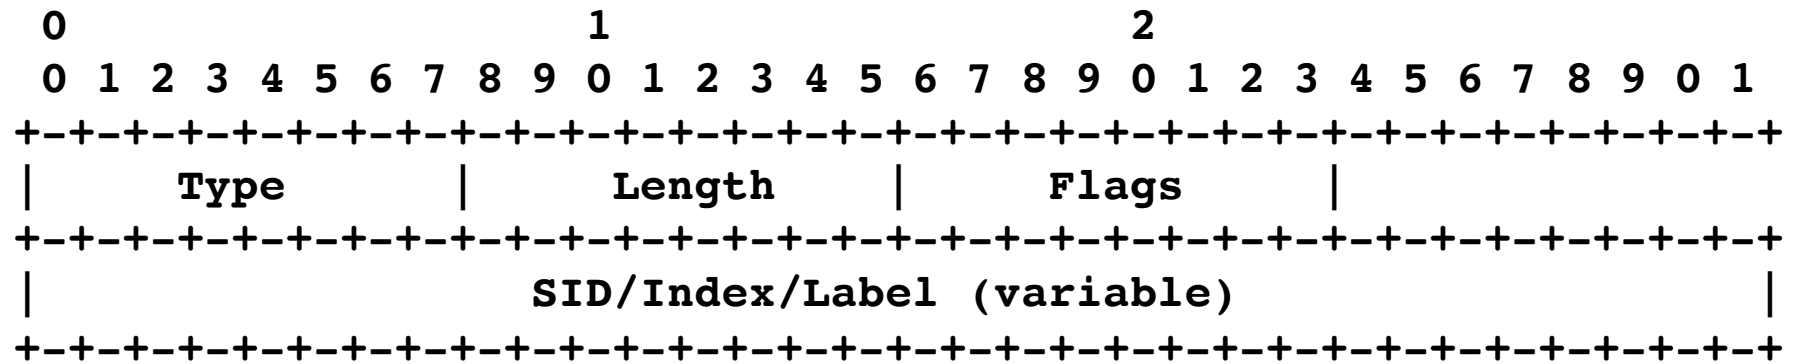 0                   1                   2
 0 1 2 3 4 5 6 7 8 9 0 1 2 3 4 5 6 7 8 9 0 1 2 3 4 5 6 7 8 9 0 1
+-+-+-+-+-+-+-+-+-+-+-+-+-+-+-+-+-+-+-+-+-+-+-+-+-+-+-+-+-+-+-+-+
|     Type      |     Length    |     Flags     |
+-+-+-+-+-+-+-+-+-+-+-+-+-+-+-+-+-+-+-+-+-+-+-+-+-+-+-+-+-+-+-+-+
|                  SID/Index/Label (variable)                   |
+-+-+-+-+-+-+-+-+-+-+-+-+-+-+-+-+-+-+-+-+-+-+-+-+-+-+-+-+-+-+-+-+